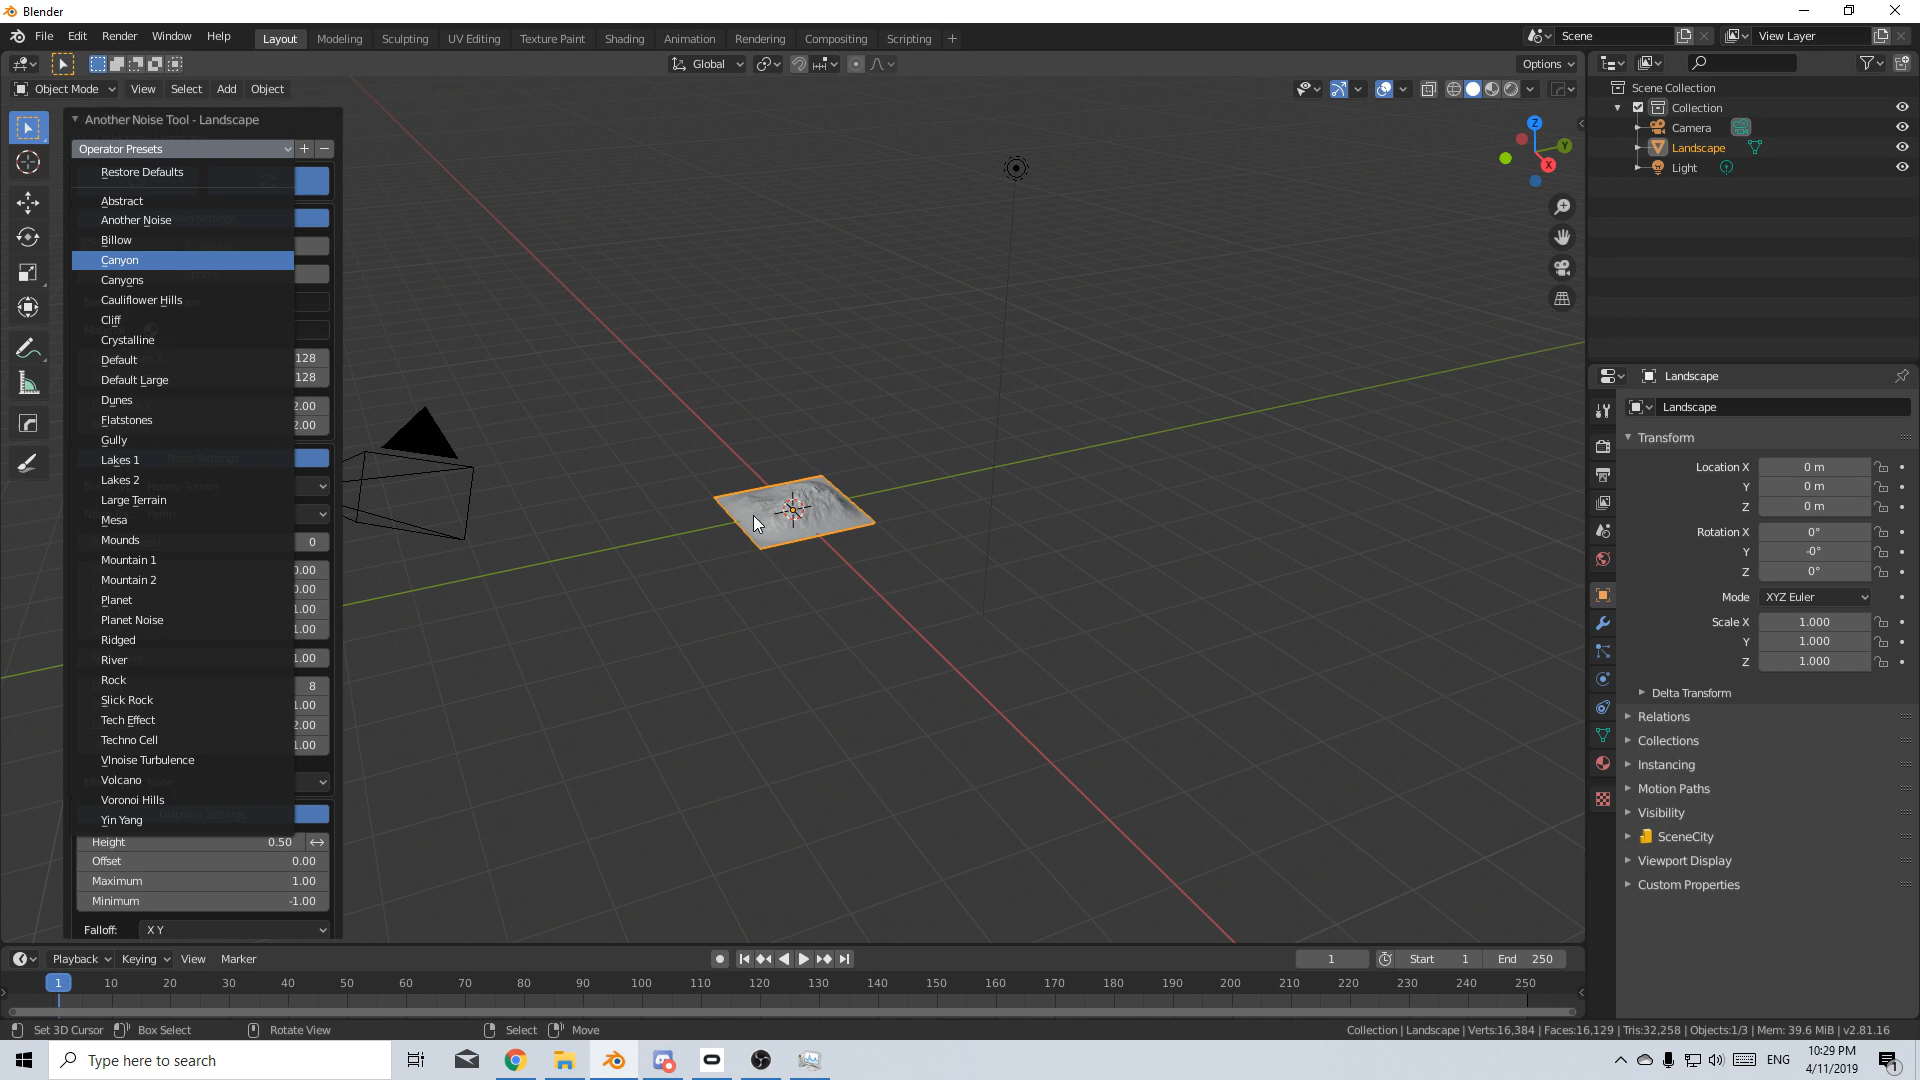 Blender
File Edit Render Window Help
Layout Modeling Sculpting UV Editing Texture Paint Shading Animation Rendering Compositing Scripting +
Scene
View Layer
Global
Options
Object Mode View Select Add Object
Another Noise Tool - Landscape
Operator Presets
Restore Defaults
Abstract
Another Noise
Billow
Canyon
Canyons
Cauliflower Hills
Cliff
Crystalline
Default
Default Large
Dunes
Flatstones
Gully
Lakes 1
Lakes 2
Large Terrain
Mesa
Mounds
Mountain 1
Mountain 2
Planet
Planet Noise
Ridged
River
Rock
Slick Rock
Tech Effect
Techno Cell
Vlnoise Turbulence
Volcano
Voronoi Hills
Yin Yang
128
128
2.00
2.00
0
0.00
0.00
1.00
1.00
1.00
8
1.00
2.00
1.00
Height 0.50
Offset 0.00
Maximum 1.00
Minimum -1.00
Falloff: X Y
Z
Y
X
Scene Collection
Collection
Camera
Landscape
Light
Landscape
Landscape
Transform
Location X 0 m
Y 0 m
Z 0 m
Rotation X 0°
Y -0°
Z 0°
Mode XYZ Euler
Scale X 1.000
Y 1.000
Z 1.000
Delta Transform
Relations
Collections
Instancing
Motion Paths
Visibility
SceneCity
Viewport Display
Custom Properties
Playback Keying View Marker
1 Start 1 End 250
1 10 20 30 40 50 60 70 80 90 100 110 120 130 140 150 160 170 180 190 200 210 220 230 240 250
Set 3D Cursor Box Select Rotate View Select Move
Collection | Landscape | Verts:16,384 | Faces:16,129 | Tris:32,258 | Objects:1/3 | Mem: 39.6 MiB | v2.81.16
Type here to search
ENG
10:29 PM
4/11/2019
1